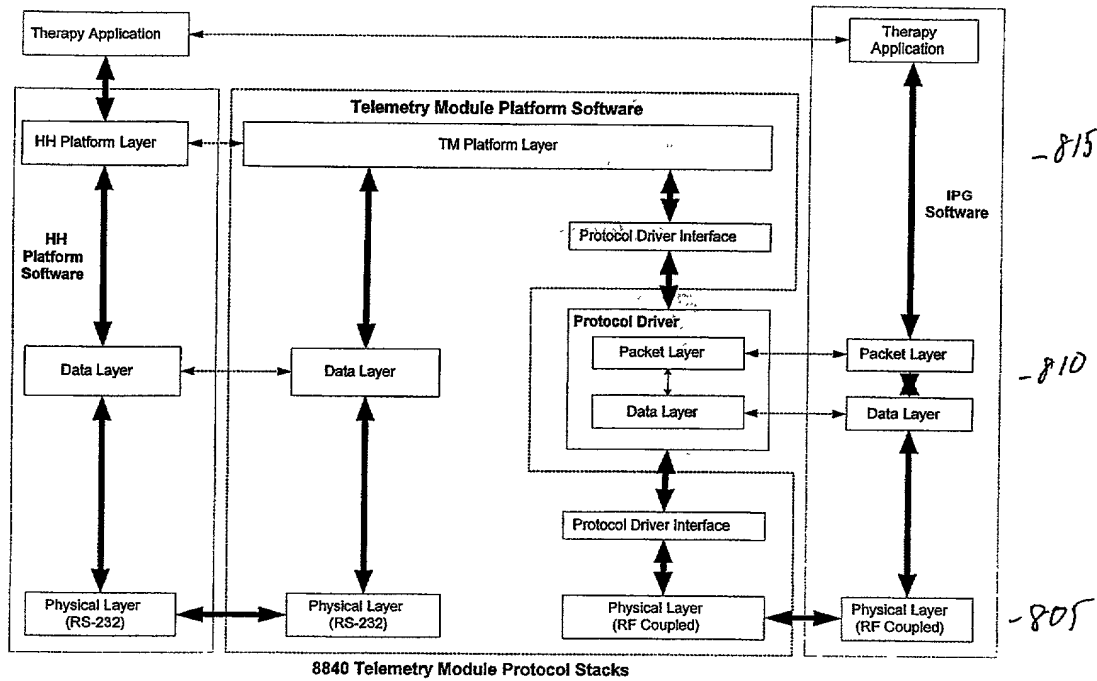 Therapy Application
Therapy
Application
Telemetry Module Platform Software
HH Platform Layer
TM Platform Layer
-815
IPG
Software
HH
Platform
Software
Protocol Driver Interface
Protocol Driver
Packet Layer
Packet Layer
Data Layer
Data Layer
-810
Data Layer
Data Layer
Protocol Driver Interface
Physical Layer
(RS-232)
Physical Layer
(RS-232)
Physical Layer
(RF Coupled)
Physical Layer
(RF Coupled)
-805
8840 Telemetry Module Protocol Stacks